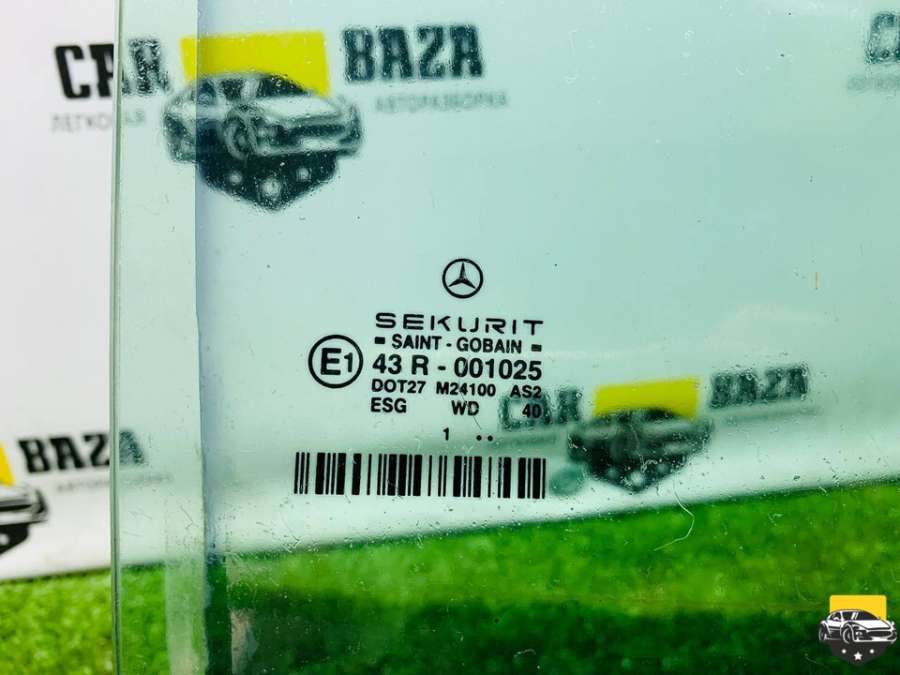 CAR BAZA
ЛЕГКОВАЯ АВТОРАЗБОРКА
SEKURIT
SAINT - GOBAIN
E1 43 R - 001025
DOT27 M24100 AS2
ESG WD 40
1 ..
CAR BAZA
BAZA